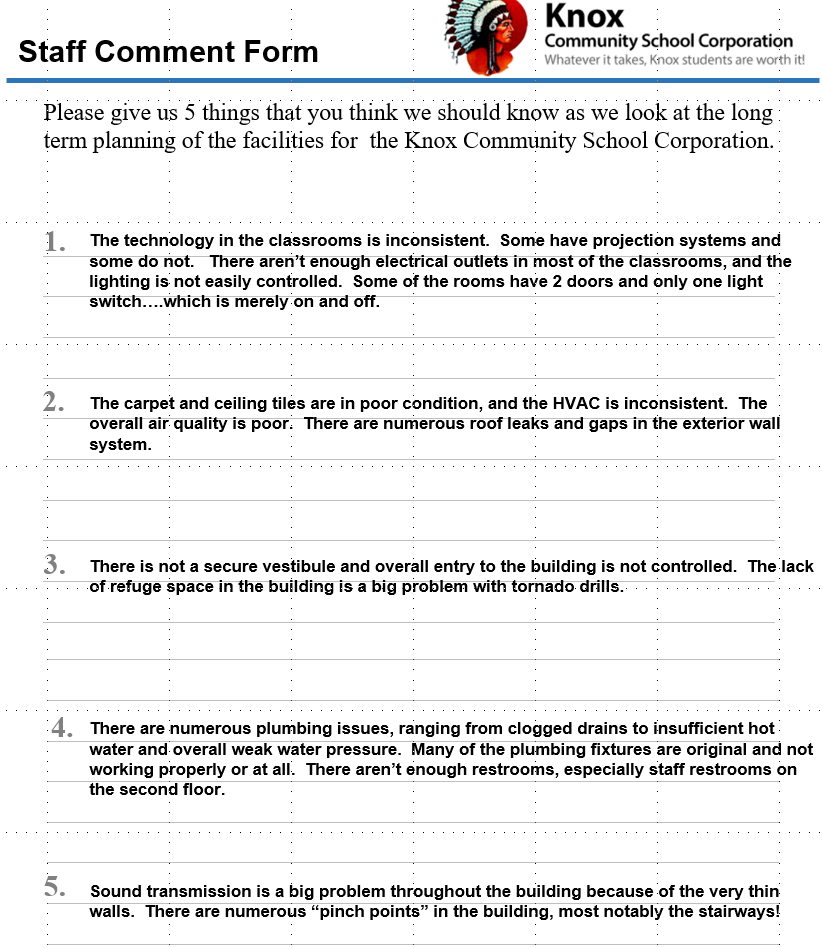 Knox
Staff Comment Form
Community School Corporation
Whatever it takes, Knox students are worth it!
Please give us 5 things that you think we should know as we look at the long
term planning of the facilities for  the Knox Community School Corporation.
1. The technology in the classrooms is inconsistent.  Some have projection systems and
some do not.   There aren’t enough electrical outlets in most of the classrooms, and the
lighting is not easily controlled.  Some of the rooms have 2 doors and only one light
switch….which is merely on and off.
2. The carpet and ceiling tiles are in poor condition, and the HVAC is inconsistent.  The
overall air quality is poor.  There are numerous roof leaks and gaps in the exterior wall
system.
3. There is not a secure vestibule and overall entry to the building is not controlled.  The lack
of refuge space in the building is a big problem with tornado drills.
4. There are numerous plumbing issues, ranging from clogged drains to insufficient hot
water and overall weak water pressure.  Many of the plumbing fixtures are original and not
working properly or at all.  There aren’t enough restrooms, especially staff restrooms on
the second floor.
5. Sound transmission is a big problem throughout the building because of the very thin
walls.  There are numerous “pinch points” in the building, most notably the stairways!